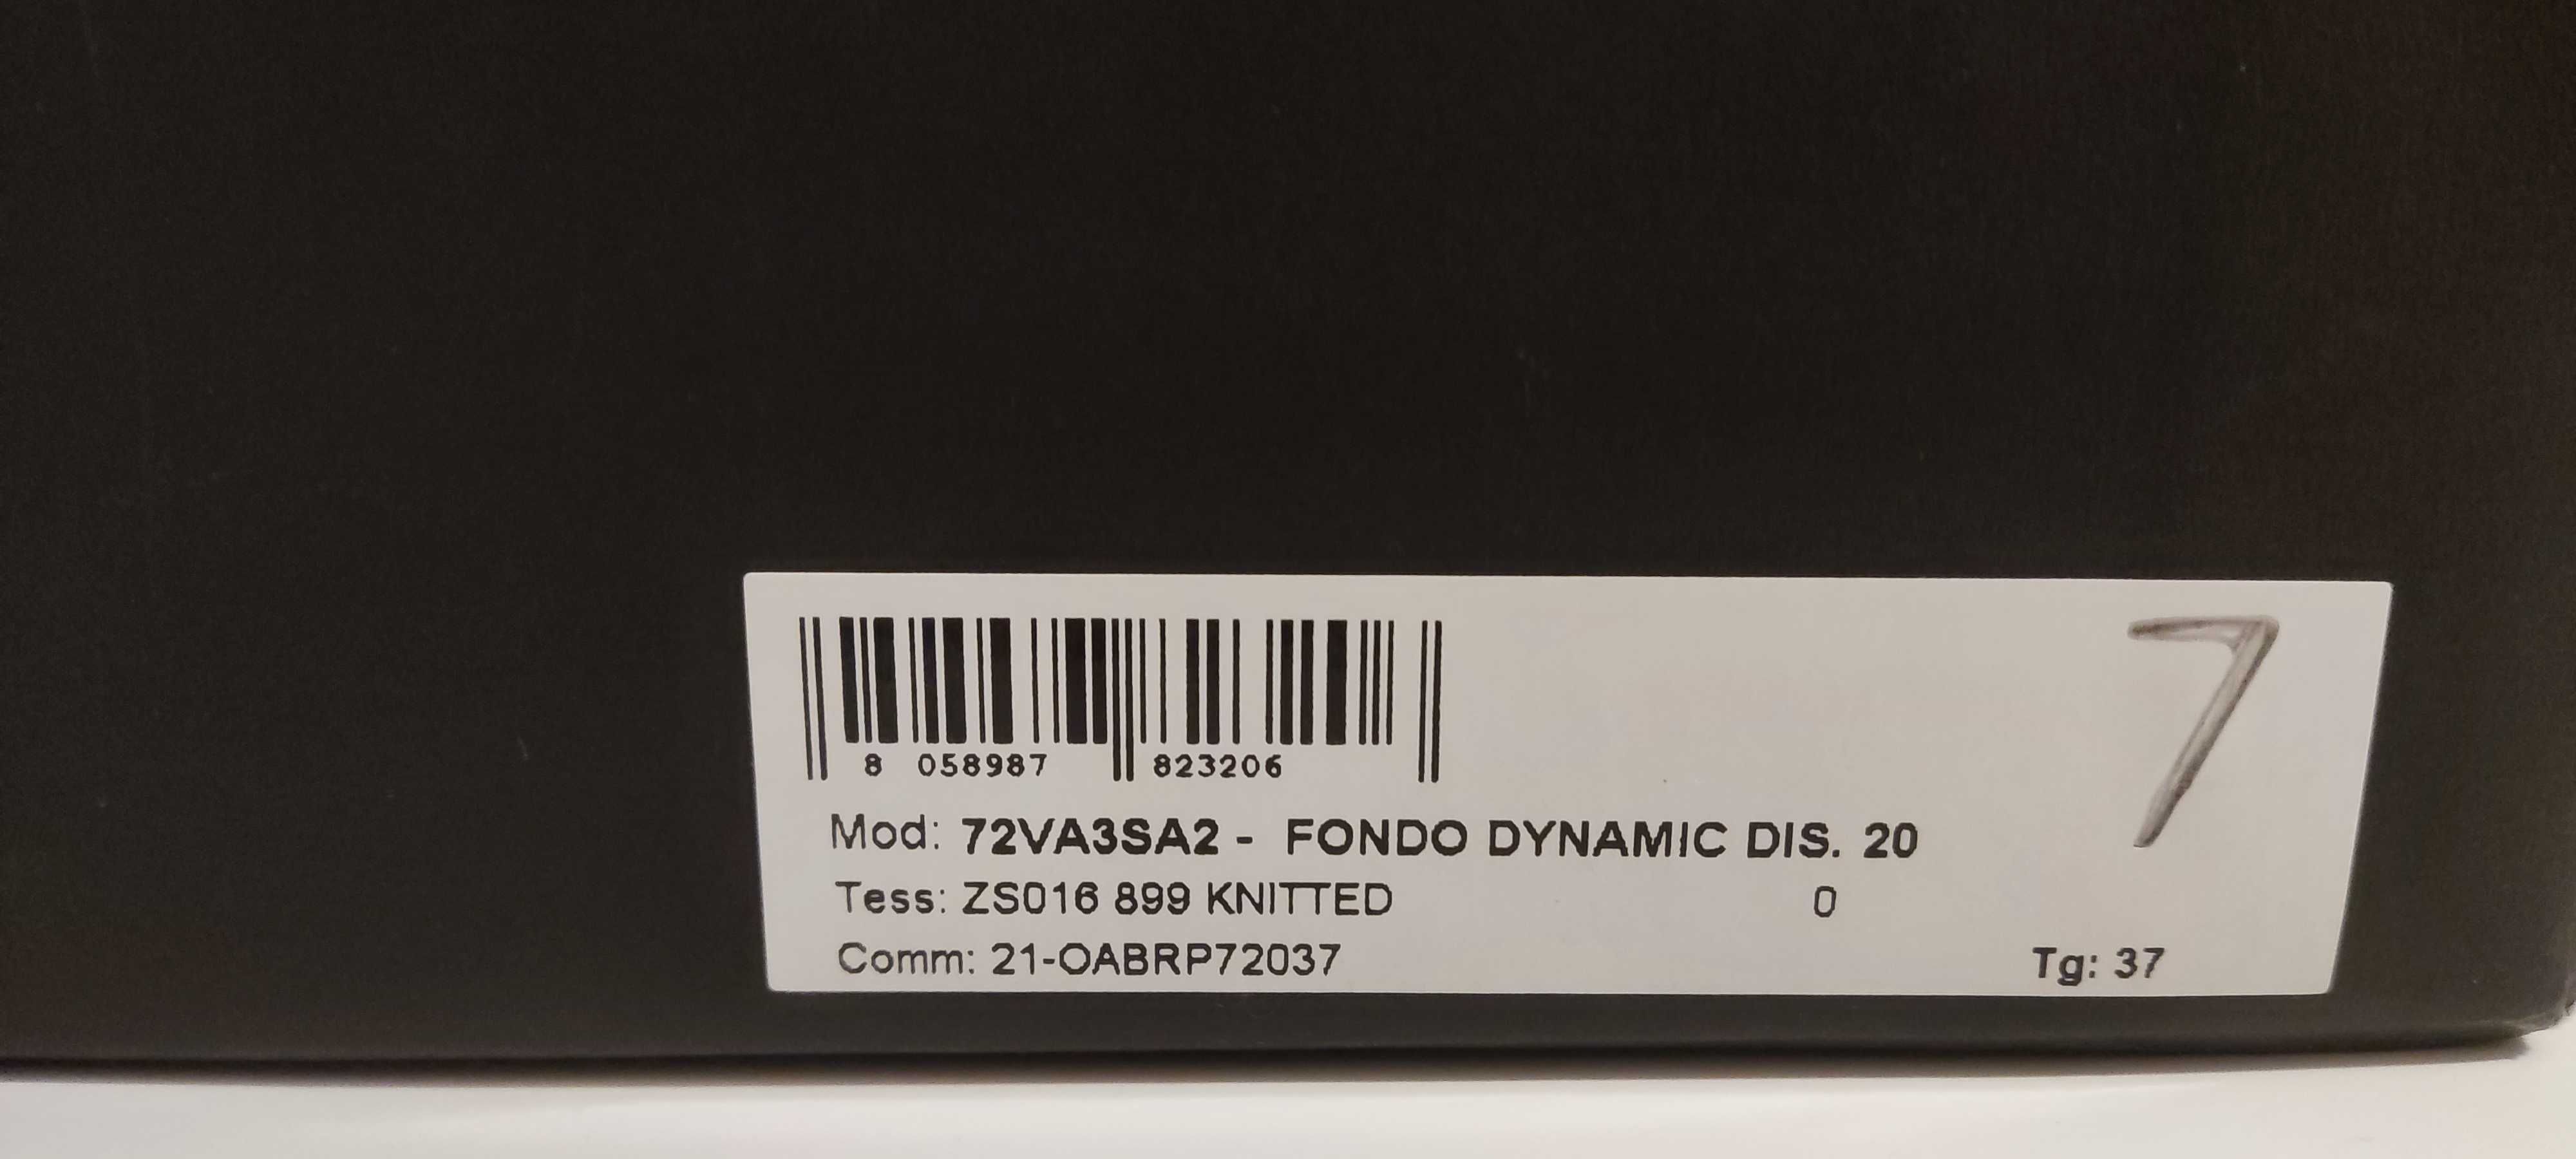 7
8 058987 823206
Mod: 72VA3SA2 - FONDO DYNAMIC DIS. 20
Tess: ZS016 899 KNITTED 0
Comm: 21-OABRP72037 Tg: 37